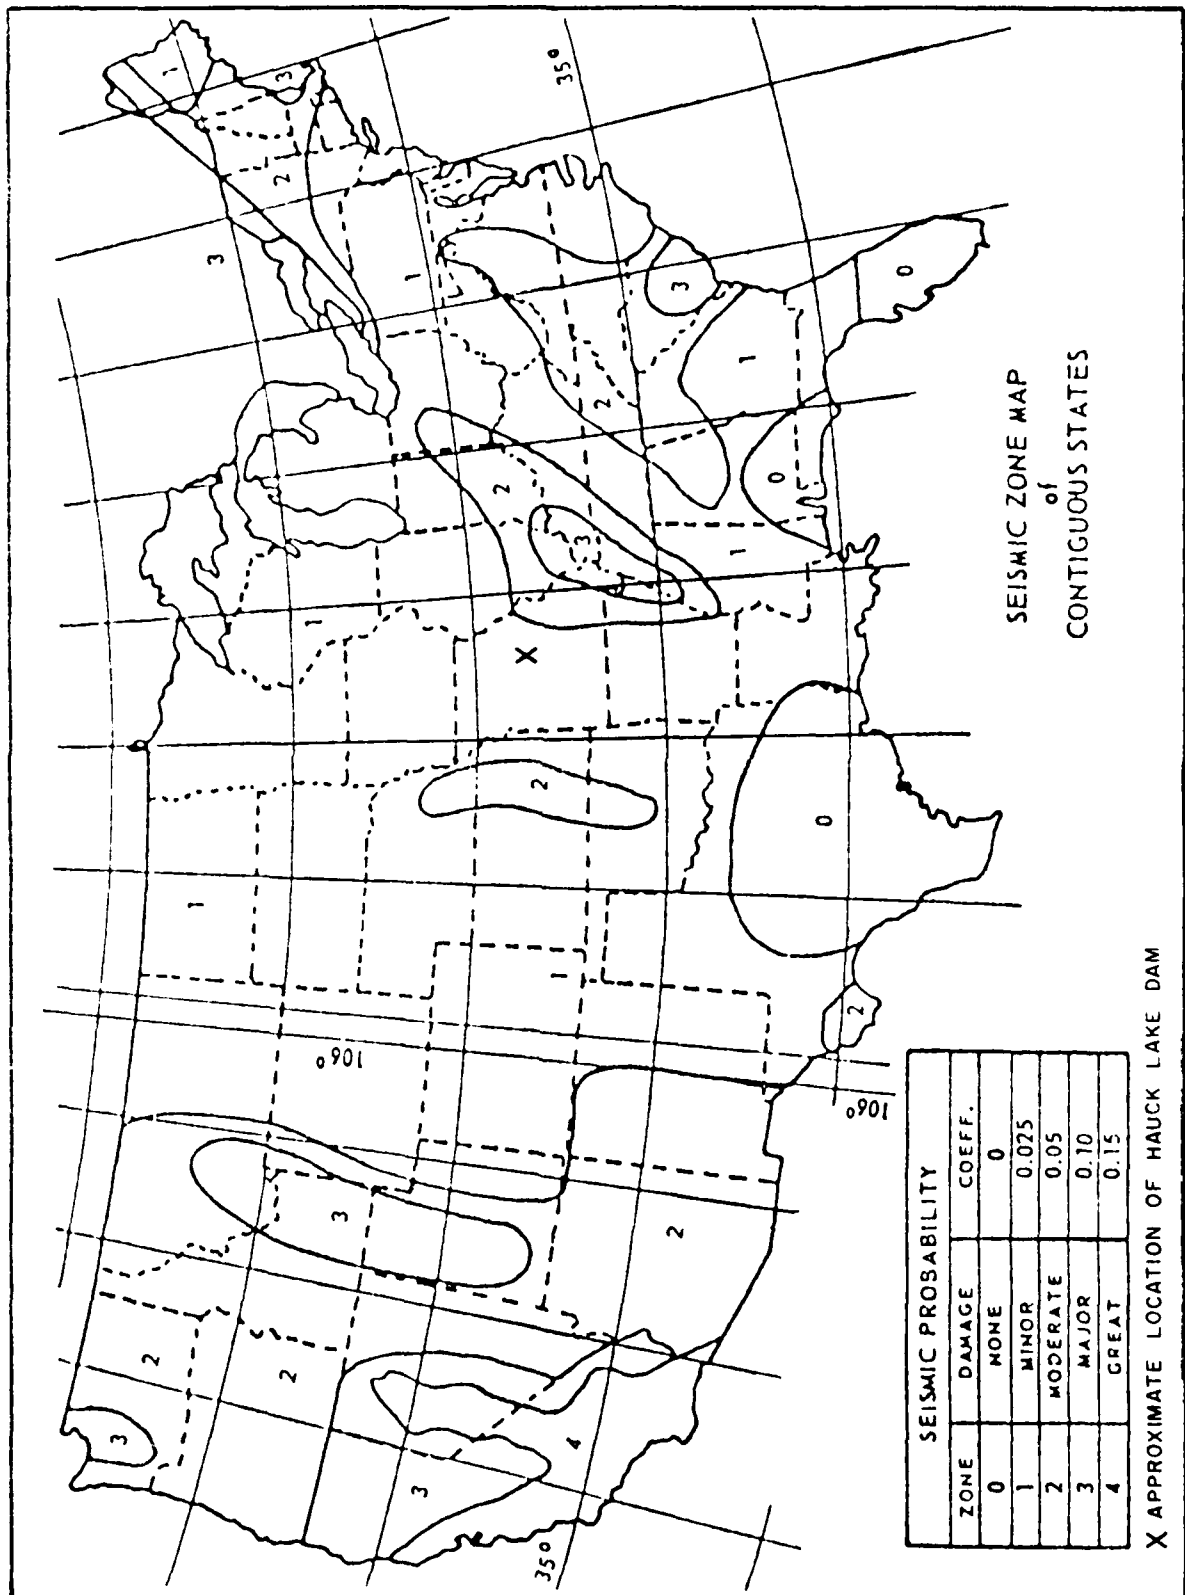 SEISMIC ZONE MAP
of
CONTIGUOUS STATES
3
2
2
3
4
35°
3
2
106°
106°
2
1
1
2
0
X
1
2
3
1
0
2
1
0
3
1
2
3
3
1
35°
SEISMIC PROBABILITY
ZONE DAMAGE COEFF.
0 NONE 0
1 MINOR 0.025
2 MODERATE 0.05
3 MAJOR 0.10
4 GREAT 0.15
X APPROXIMATE LOCATION OF HAUCK LAKE DAM